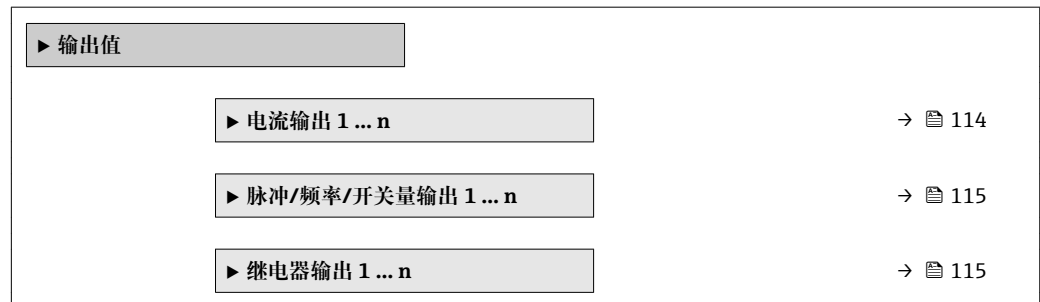 ▶ 输出值
▶ 电流输出 1 ... n → 🖹 114
▶ 脉冲/频率/开关量输出 1 ... n → 🖹 115
▶ 继电器输出 1 ... n → 🖹 115